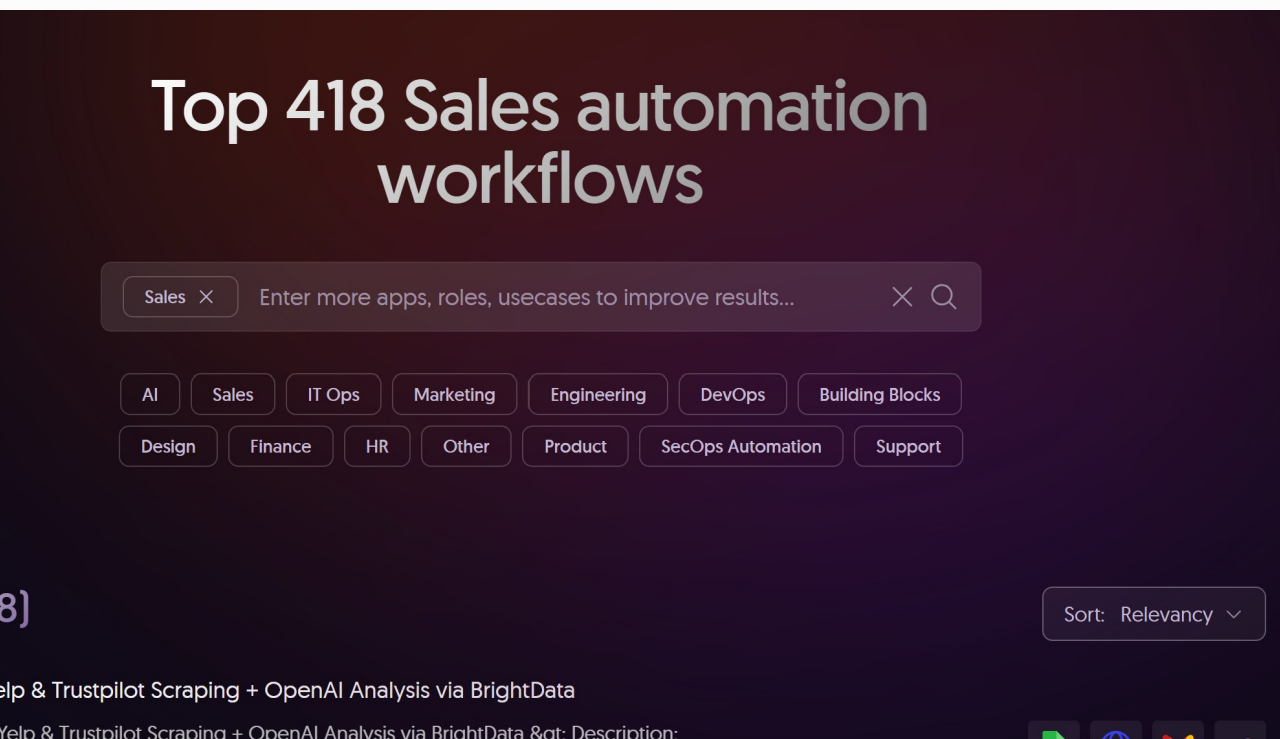 Top 418 Sales automation
workflows
Sales
Enter more apps, roles, usecases to improve results...
AI Sales IT Ops Marketing Engineering DevOps Building Blocks
Design Finance HR Other Product SecOps Automation Support
8)
Sort: Relevancy
elp & Trustpilot Scraping + OpenAI Analysis via BrightData
Yelp & Trustpilot Scraping + OpenAI Analysis via BrightData &gt; Description: